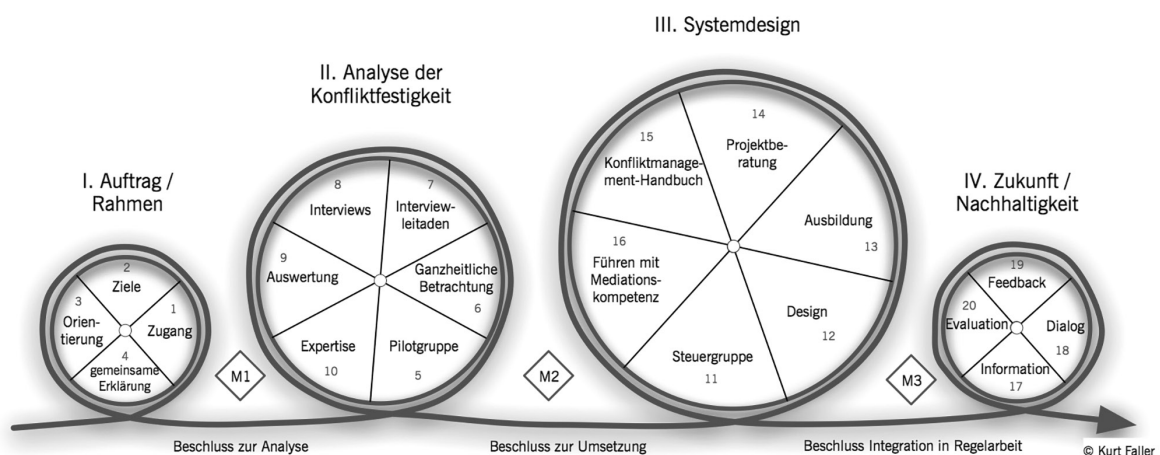 III. Systemdesign
II. Analyse der
Konfliktfestigkeit
I. Auftrag /
Rahmen
IV. Zukunft /
Nachhaltigkeit
2
Ziele
1
Zugang
3
Orien-
tierung
4
gemeinsame
Erklärung
M1
8
Interviews
7
Interview-
leitaden
9
Auswertung
Ganzheitliche
Betrachtung
6
Expertise
10
Pilotgruppe
5
M2
15
Konfliktmanage-
ment-Handbuch
14
Projektbe-
ratung
Ausbildung
13
16
Führen mit
Mediations-
kompetenz
Design
12
Steuergruppe
11
M3
19
Feedback
20
Evaluation
Dialog
18
Information
17
Beschluss zur Analyse
Beschluss zur Umsetzung
Beschluss Integration in Regelarbeit
© Kurt Faller